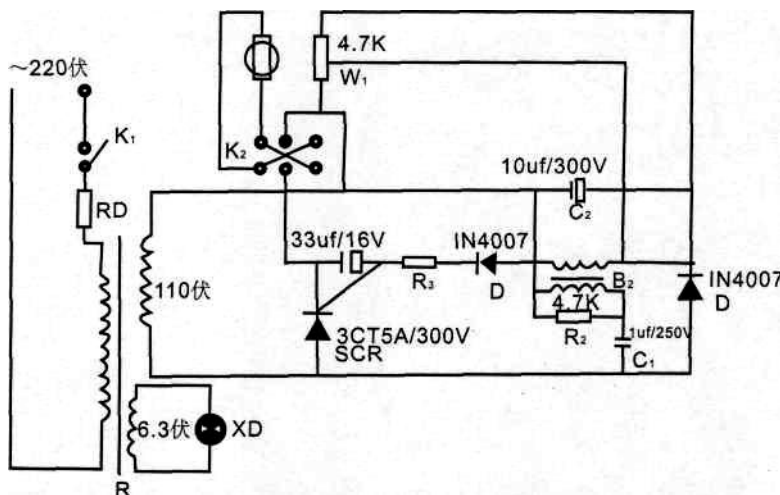 ~220伏
K₁
RD
4.7K
W₁
K₂
10uf/300V
C₂
33uf/16V
IN4007
R₃
D
B₂
IN4007
D
110伏
4.7K
R₂
1uf/250V
C₁
3CT5A/300V
SCR
6.3伏
XD
R